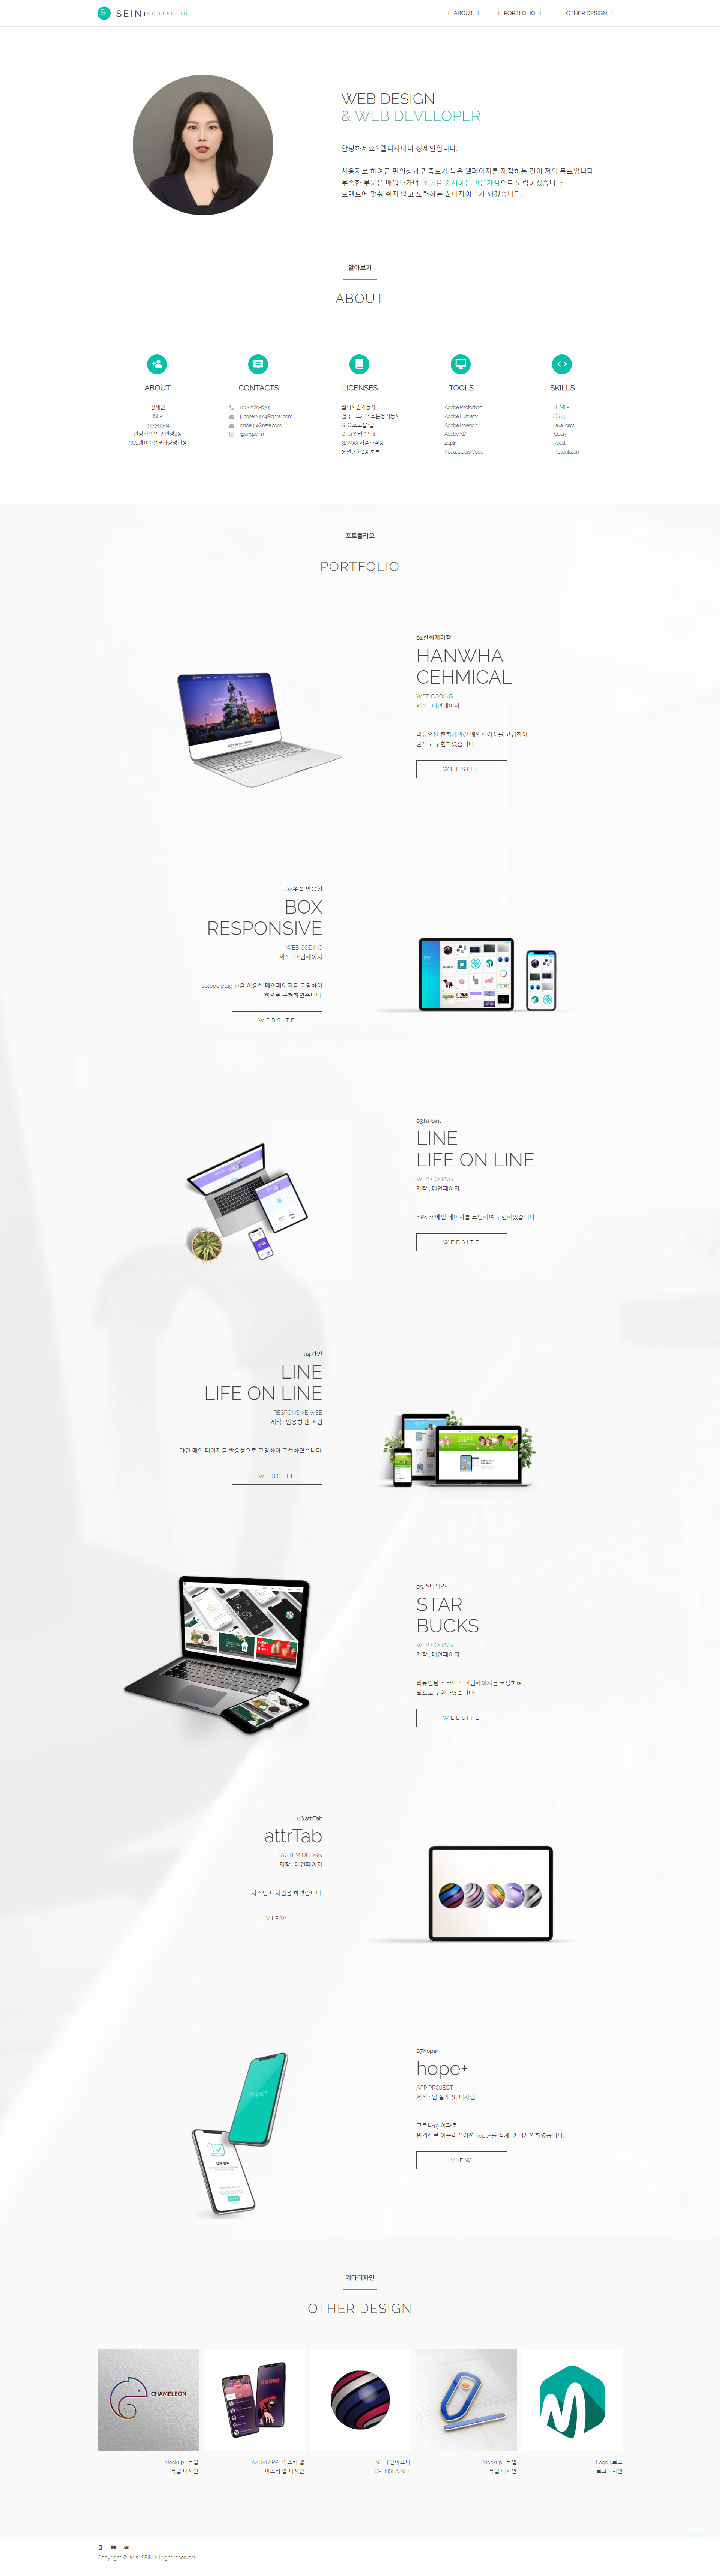 SEIN | PORTFOLIO
| ABOUT |
| PORTFOLIO |
| OTHER DESIGN |
WEB DESIGN
& WEB DEVELOPER
안녕하세요? 웹디자이너 정세인입니다.
사용자로 하여금 편의성과 만족도가 높은 웹페이지를 제작하는 것이 저의 목표입니다.
부족한 부분은 배워나가며, 소통을 중시하는 마음가짐으로 노력하겠습니다.
트렌드에 맞춰 쉬지 않고 노력하는 웹디자이너가 되겠습니다.
알아보기
ABOUT
ABOUT
정세인
ISFP
1999-09-14
안양시 만안구 안양6동
NCS웹표준전문가양성과정
CONTACTS
@jungseinn
LICENSES
웹디자인기능사
컴퓨터그래픽스운용기능사
GTQ 포토샵 1급
GTQi 일러스트 1급
3D MAX 기술자격증
운전면허 2종 보통
TOOLS
Adobe Photoshop
Adobe Illustrator
Adobe Indesign
Adobe XD
Zeplin
Visual Studio Code
SKILLS
HTML5
CSS3
JavaScript
jQuery
React
Presentation
포트폴리오
PORTFOLIO
01.한화케미칼
HANWHA
CEHMICAL
WEB CODING
제작 : 메인페이지
리뉴얼된 한화케미칼 메인페이지를 코딩하여
웹으로 구현하였습니다.
WEBSITE
02.포폴 반응형
BOX
RESPONSIVE
WEB CODING
제작 : 메인페이지
isotope plug-in을 이용한 메인페이지를 코딩하여
웹으로 구현하였습니다.
WEBSITE
03.h.Point
LINE
LIFE ON LINE
WEB CODING
제작 : 메인페이지
h.Point 메인 페이지를 코딩하여 구현하였습니다.
WEBSITE
04.라인
LINE
LIFE ON LINE
RESPONSIVE WEB
제작 : 반응형 웹 메인
라인 메인 페이지를 반응형으로 코딩하여 구현하였습니다.
WEBSITE
05.스타벅스
STAR
BUCKS
WEB CODING
제작 : 메인페이지
리뉴얼된 스타벅스 메인페이지를 코딩하여
웹으로 구현하였습니다.
WEBSITE
06.attrTab
attrTab
SYSTEM DESIGN
제작 : 메인페이지
시스템 디자인을 하였습니다.
VIEW
07.hope+
hope+
APP PROJECT
제작 : 앱 설계 및 디자인
코로나19 여파로
원격진료 어플리케이션 hope+를 설계 및 디자인하였습니다.
VIEW
hope+
기타디자인
OTHER DESIGN
CHAMELEON
Mockup | 목업
목업 디자인
AZUKI APP | 아즈키 앱
아즈키 앱 디자인
NFT | 엔에프티
OPENSEA NFT
Mockup | 목업
목업 디자인
Logo | 로고
로고디자인
Copyright © 2022 SEIN All right reserved.